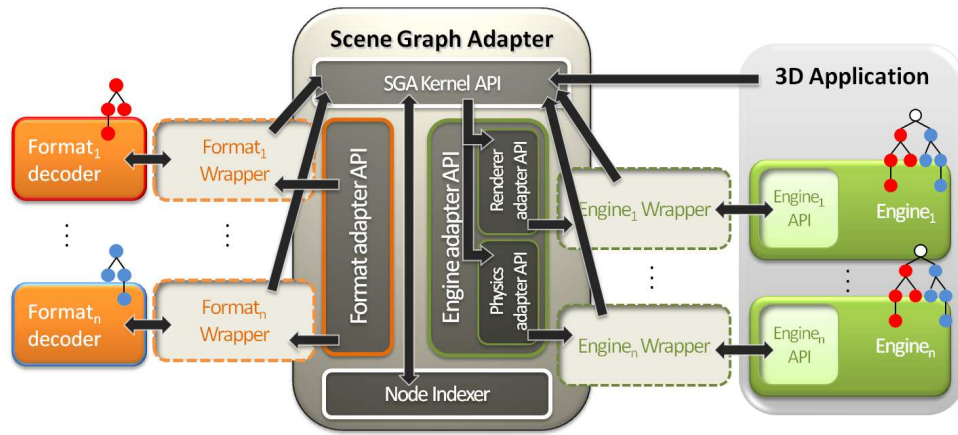 Scene Graph Adapter
SGA Kernel API
3D Application
Format₁
decoder
Format₁
Wrapper
Format adapter API
Engine adapter API
Renderer
adapter API
Engine₁ Wrapper
Engine₁
API
Engine₁
Physics
adapter API
Formatₙ
decoder
Formatₙ
Wrapper
Engineₙ Wrapper
Engineₙ
API
Engineₙ
Node Indexer